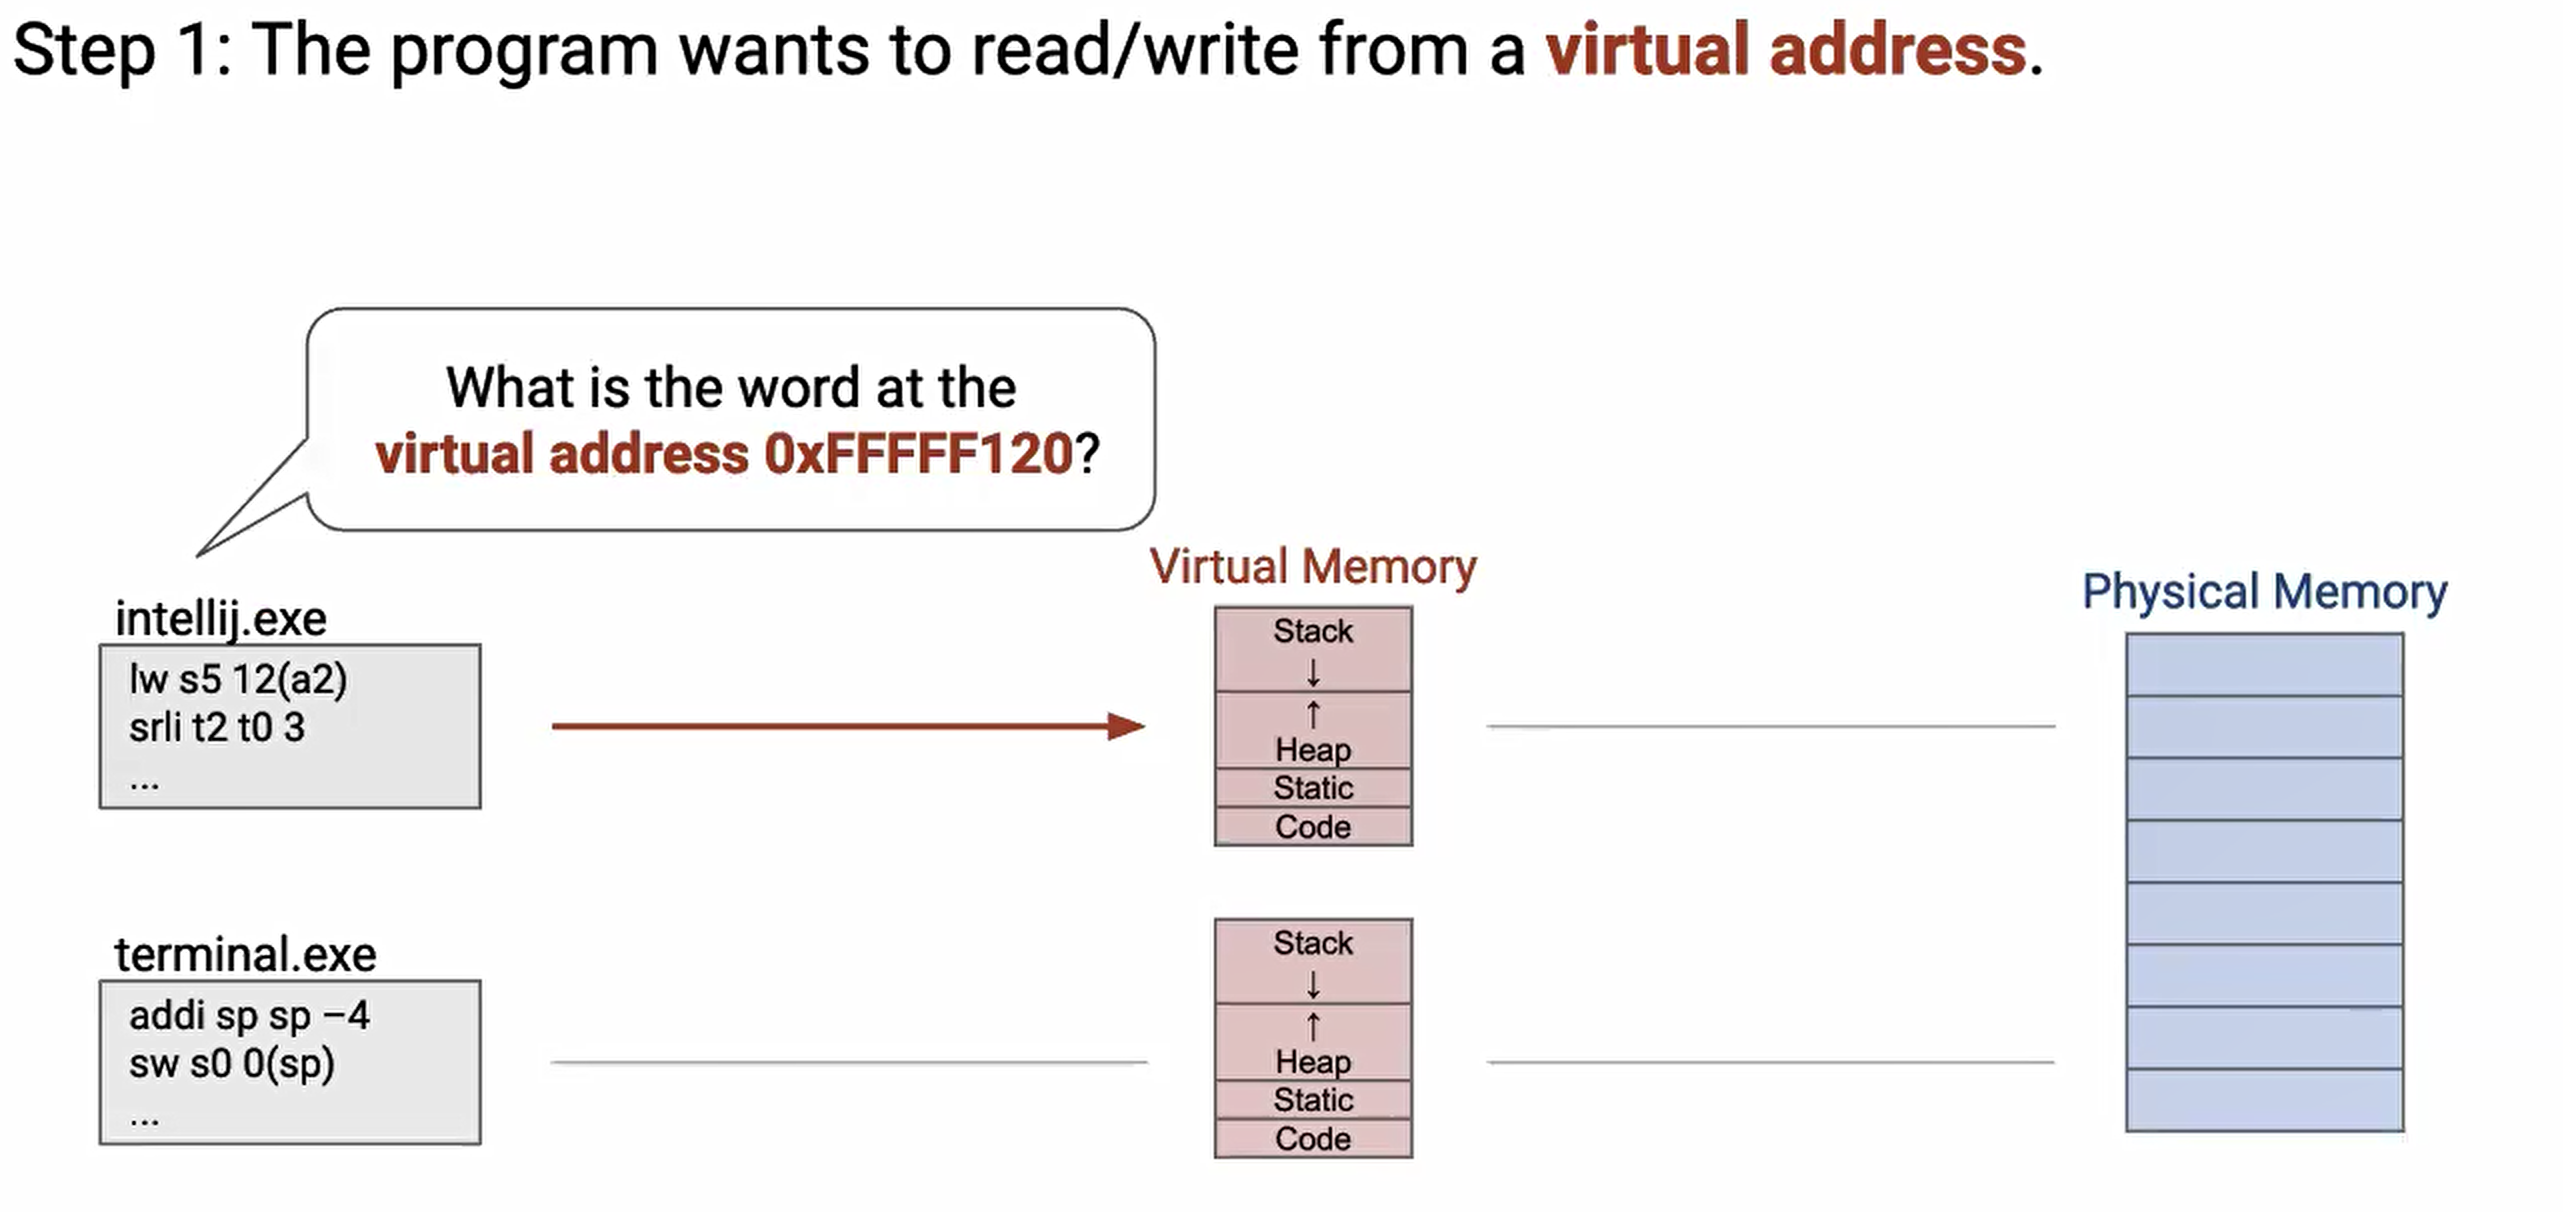 Step 1: The program wants to read/write from a virtual address.
What is the word at the
virtual address 0xFFFFF120?
Virtual Memory
Physical Memory
intellij.exe
lw s5 12(a2)
srli t2 t0 3
...
Stack
↓
↑
Heap
Static
Code
terminal.exe
addi sp sp −4
sw s0 0(sp)
...
Stack
↓
↑
Heap
Static
Code